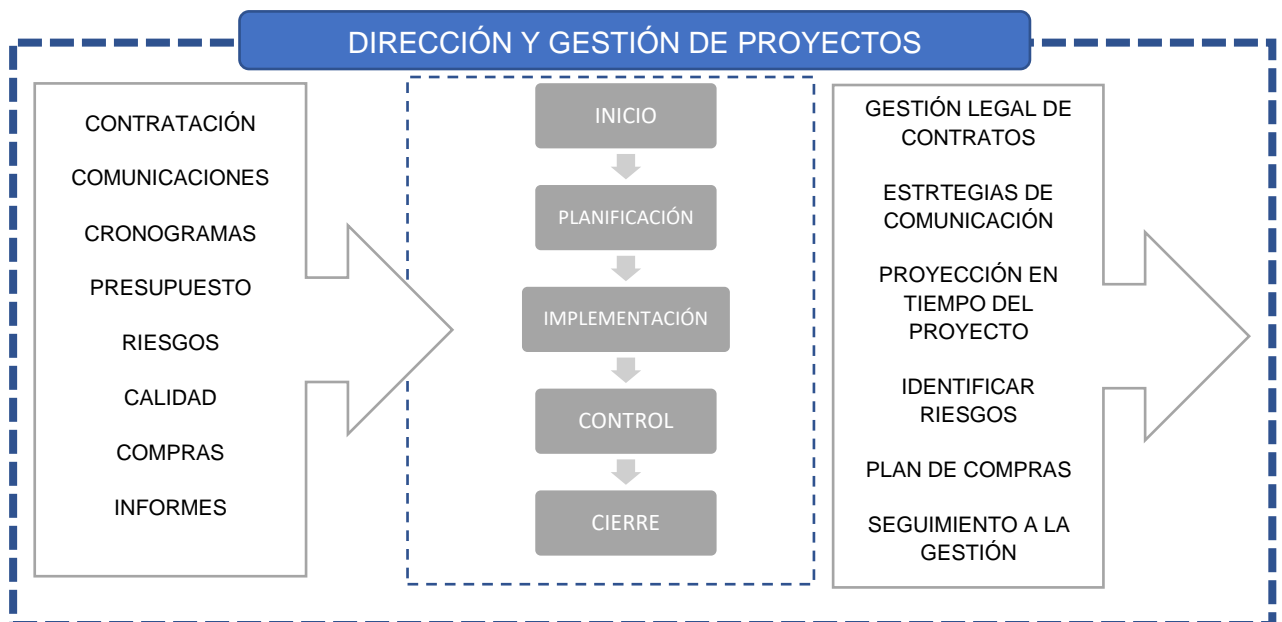 DIRECCIÓN Y GESTIÓN DE PROYECTOS
CONTRATACIÓN
COMUNICACIONES
CRONOGRAMAS
PRESUPUESTO
RIESGOS
CALIDAD
COMPRAS
INFORMES
INICIO
PLANIFICACIÓN
IMPLEMENTACIÓN
CONTROL
CIERRE
GESTIÓN LEGAL DE
CONTRATOS
ESTRTEGIAS DE
COMUNICACIÓN
PROYECCIÓN EN
TIEMPO DEL
PROYECTO
IDENTIFICAR
RIESGOS
PLAN DE COMPRAS
SEGUIMIENTO A LA
GESTIÓN